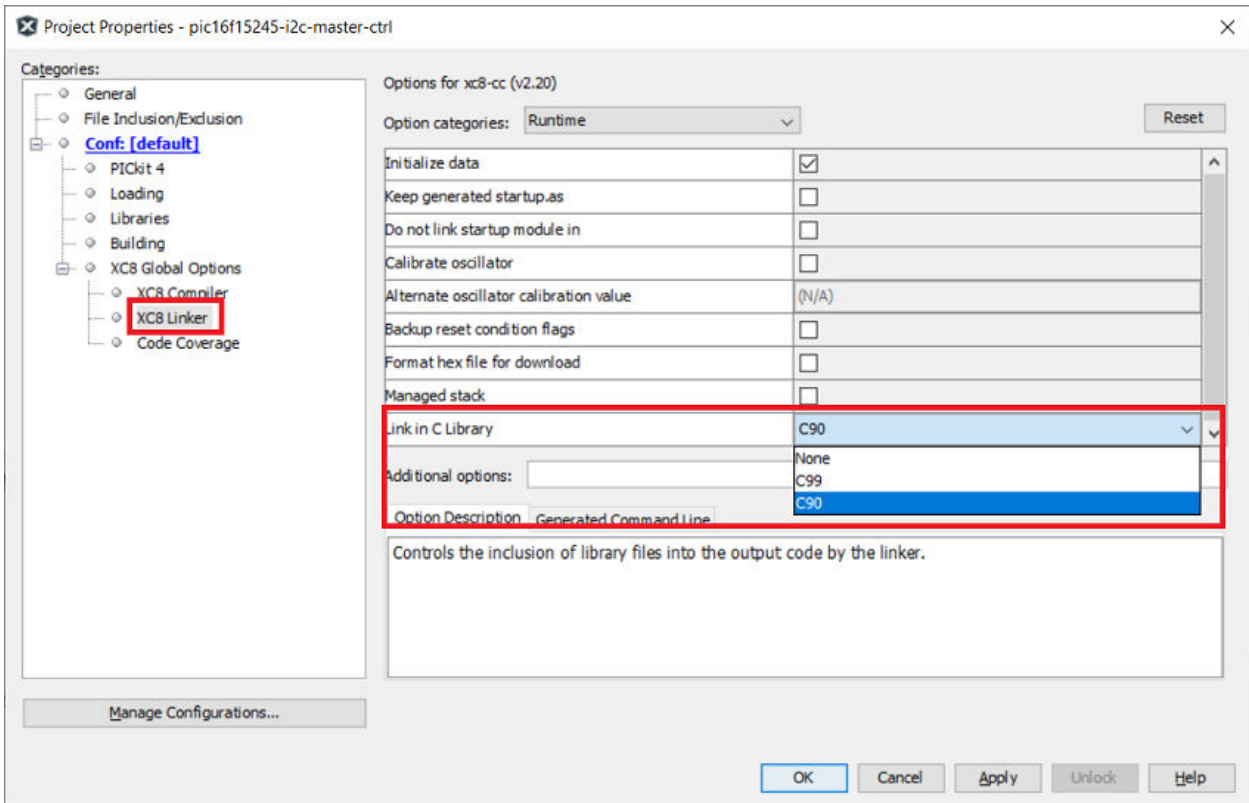 Project Properties - pic16f15245-i2c-master-ctrl
Categories:
General
File Inclusion/Exclusion
Conf: [default]
PICkit 4
Loading
Libraries
Building
XC8 Global Options
XC8 Compiler
XC8 Linker
Code Coverage
Manage Configurations...
Options for xc8-cc (v2.20)
Option categories: Runtime
Reset
Initialize data
Keep generated startup.as
Do not link startup module in
Calibrate oscillator
Alternate oscillator calibration value (N/A)
Backup reset condition flags
Format hex file for download
Managed stack
Link in C Library C90
None
C99
C90
Additional options:
Option Description Generated Command Line
Controls the inclusion of library files into the output code by the linker.
OK Cancel Apply Unlock Help